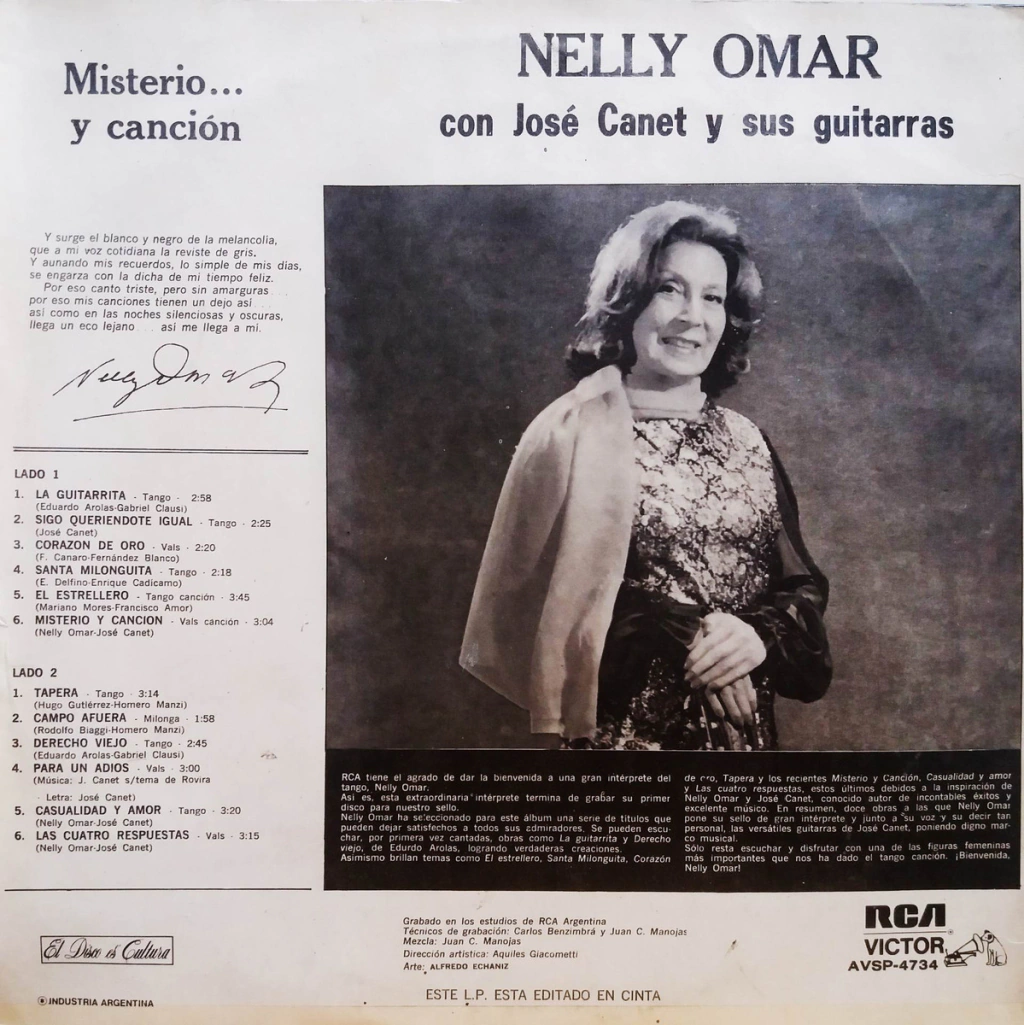 Misterio...
y canción
NELLY OMAR
con José Canet y sus guitarras
Y surge el blanco y negro de la melancolía,
que a mi voz cotidiana la reviste de gris.
Y aunando mis recuerdos, lo simple de mis días,
se engarza con la dicha de mi tiempo feliz.
Por eso canto triste, pero sin amarguras...
por eso mis canciones tienen un dejo así...
así como en las noches silenciosas y oscuras,
llega un eco lejano... así me llega a mi.
Nelly Omar
LADO 1
1. LA GUITARRITA - Tango - 2:58
(Eduardo Arolas-Gabriel Clausi)
2. SIGO QUERIENDOTE IGUAL - Tango - 2:25
(José Canet)
3. CORAZON DE ORO - Vals - 2:20
(F. Canaro-Fernández Blanco)
4. SANTA MILONGUITA - Tango - 2:18
(E. Delfino-Enrique Cadícamo)
5. EL ESTRELLERO - Tango canción - 3:45
(Mariano Mores-Francisco Amor)
6. MISTERIO Y CANCION - Vals canción - 3:04
(Nelly Omar-José Canet)
LADO 2
1. TAPERA - Tango - 3:14
(Hugo Gutiérrez-Homero Manzi)
2. CAMPO AFUERA - Milonga - 1:58
(Rodolfo Biaggi-Homero Manzi)
3. DERECHO VIEJO - Tango - 2:45
(Eduardo Arolas-Gabriel Clausi)
4. PARA UN ADIOS - Vals - 3:00
(Música: J. Canet s/tema de Rovira
- Letra: José Canet)
5. CASUALIDAD Y AMOR - Tango - 3:20
(Nelly Omar-José Canet)
6. LAS CUATRO RESPUESTAS - Vals - 3:15
(Nelly Omar-José Canet)
RCA tiene el agrado de dar la bienvenida a una gran intérprete del
tango, Nelly Omar.
Así es, esta extraordinaria intérprete termina de grabar su primer
disco para nuestro sello.
Nelly Omar ha seleccionado para este álbum una serie de títulos que
pueden dejar satisfechos a todos sus admiradores. Se pueden escu-
char, por primera vez cantadas, obras como La guitarrita y Derecho
viejo, de Edurdo Arolas, logrando verdaderas creaciones.
Asimismo brillan temas como El estrellero, Santa Milonguita, Corazón
de oro, Tapera y los recientes Misterio y Canción, Casualidad y amor
y Las cuatro respuestas, estos últimos debidos a la inspiración de
Nelly Omar y José Canet, conocido autor de incontables éxitos y
excelente músico. En resumen, doce obras a las que Nelly Omar
pone su sello de gran intérprete y junto a su voz y su decir tan
personal, las versátiles guitarras de José Canet, poniendo digno mar-
co musical.
Sólo resta escuchar y disfrutar con una de las figuras femeninas
más importantes que nos ha dado el tango canción. ¡Bienvenida,
Nelly Omar!
El Disco es Cultura
INDUSTRIA ARGENTINA
Grabado en los estudios de RCA Argentina
Técnicos de grabación: Carlos Benzimbrá y Juan C. Manojas
Mezcla: Juan C. Manojas
Dirección artística: Aquiles Giacometti
Arte: ALFREDO ECHANIZ
ESTE L.P. ESTA EDITADO EN CINTA
RCA
VICTOR
AVSP-4734